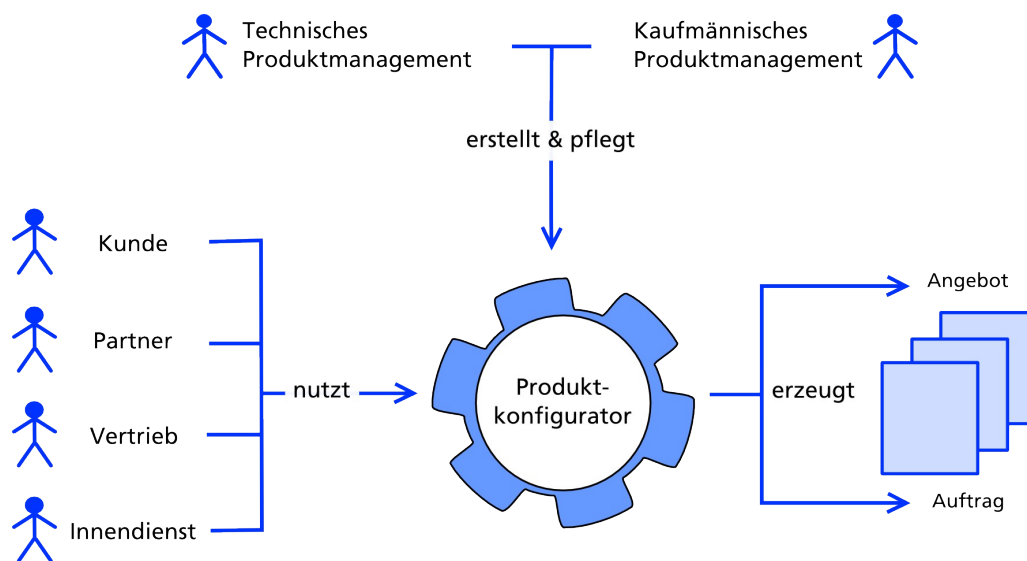 Technisches
Produktmanagement
Kaufmännisches
Produktmanagement
erstellt & pflegt
Kunde
Partner
Vertrieb
Innendienst
nutzt
Produkt-
konfigurator
erzeugt
Angebot
Auftrag